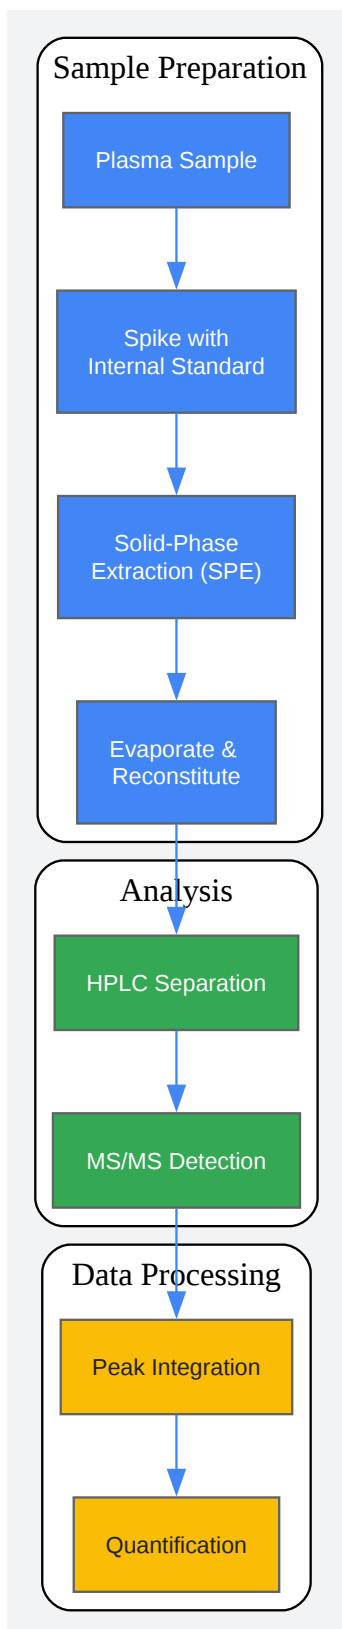 Sample Preparation
Plasma Sample
Spike with
Internal Standard
Solid-Phase
Extraction (SPE)
Evaporate &
Reconstitute
Analysis
HPLC Separation
MS/MS Detection
Data Processing
Peak Integration
Quantification